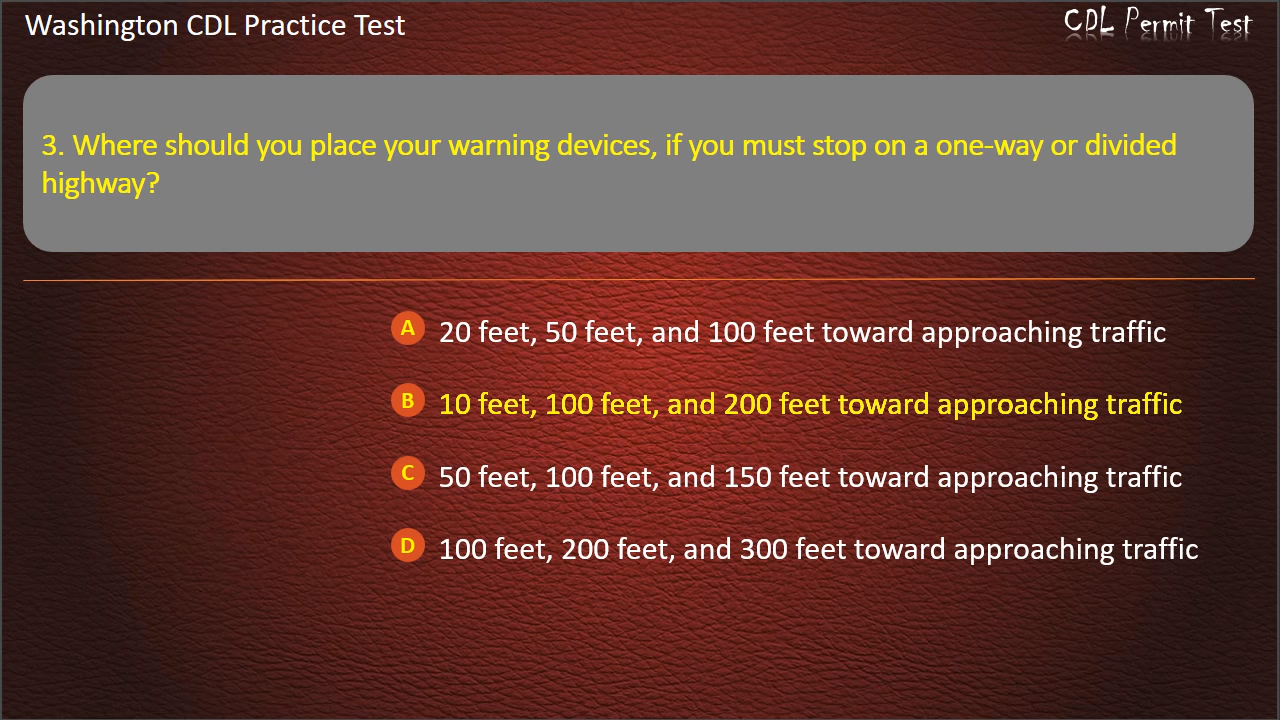 Washington CDL Practice Test
CDL Permit Test
3. Where should you place your warning devices, if you must stop on a one-way or divided
highway?
A 20 feet, 50 feet, and 100 feet toward approaching traffic
B 10 feet, 100 feet, and 200 feet toward approaching traffic
C 50 feet, 100 feet, and 150 feet toward approaching traffic
D 100 feet, 200 feet, and 300 feet toward approaching traffic